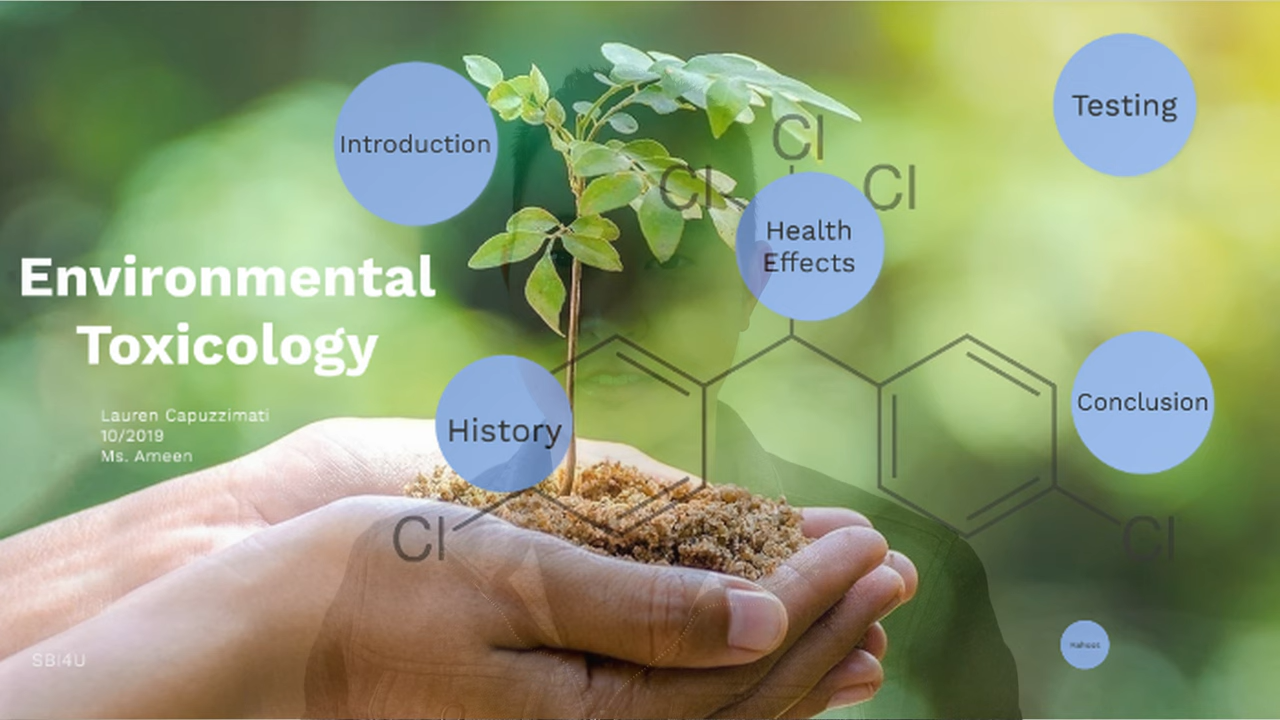 Introduction
Testing
Cl
Cl
Cl
Health
Effects
Environmental
Toxicology
Lauren Capuzzimati
10/2019
Ms. Ameen
History
Conclusion
Cl
Cl
SBI4U
Kahoot